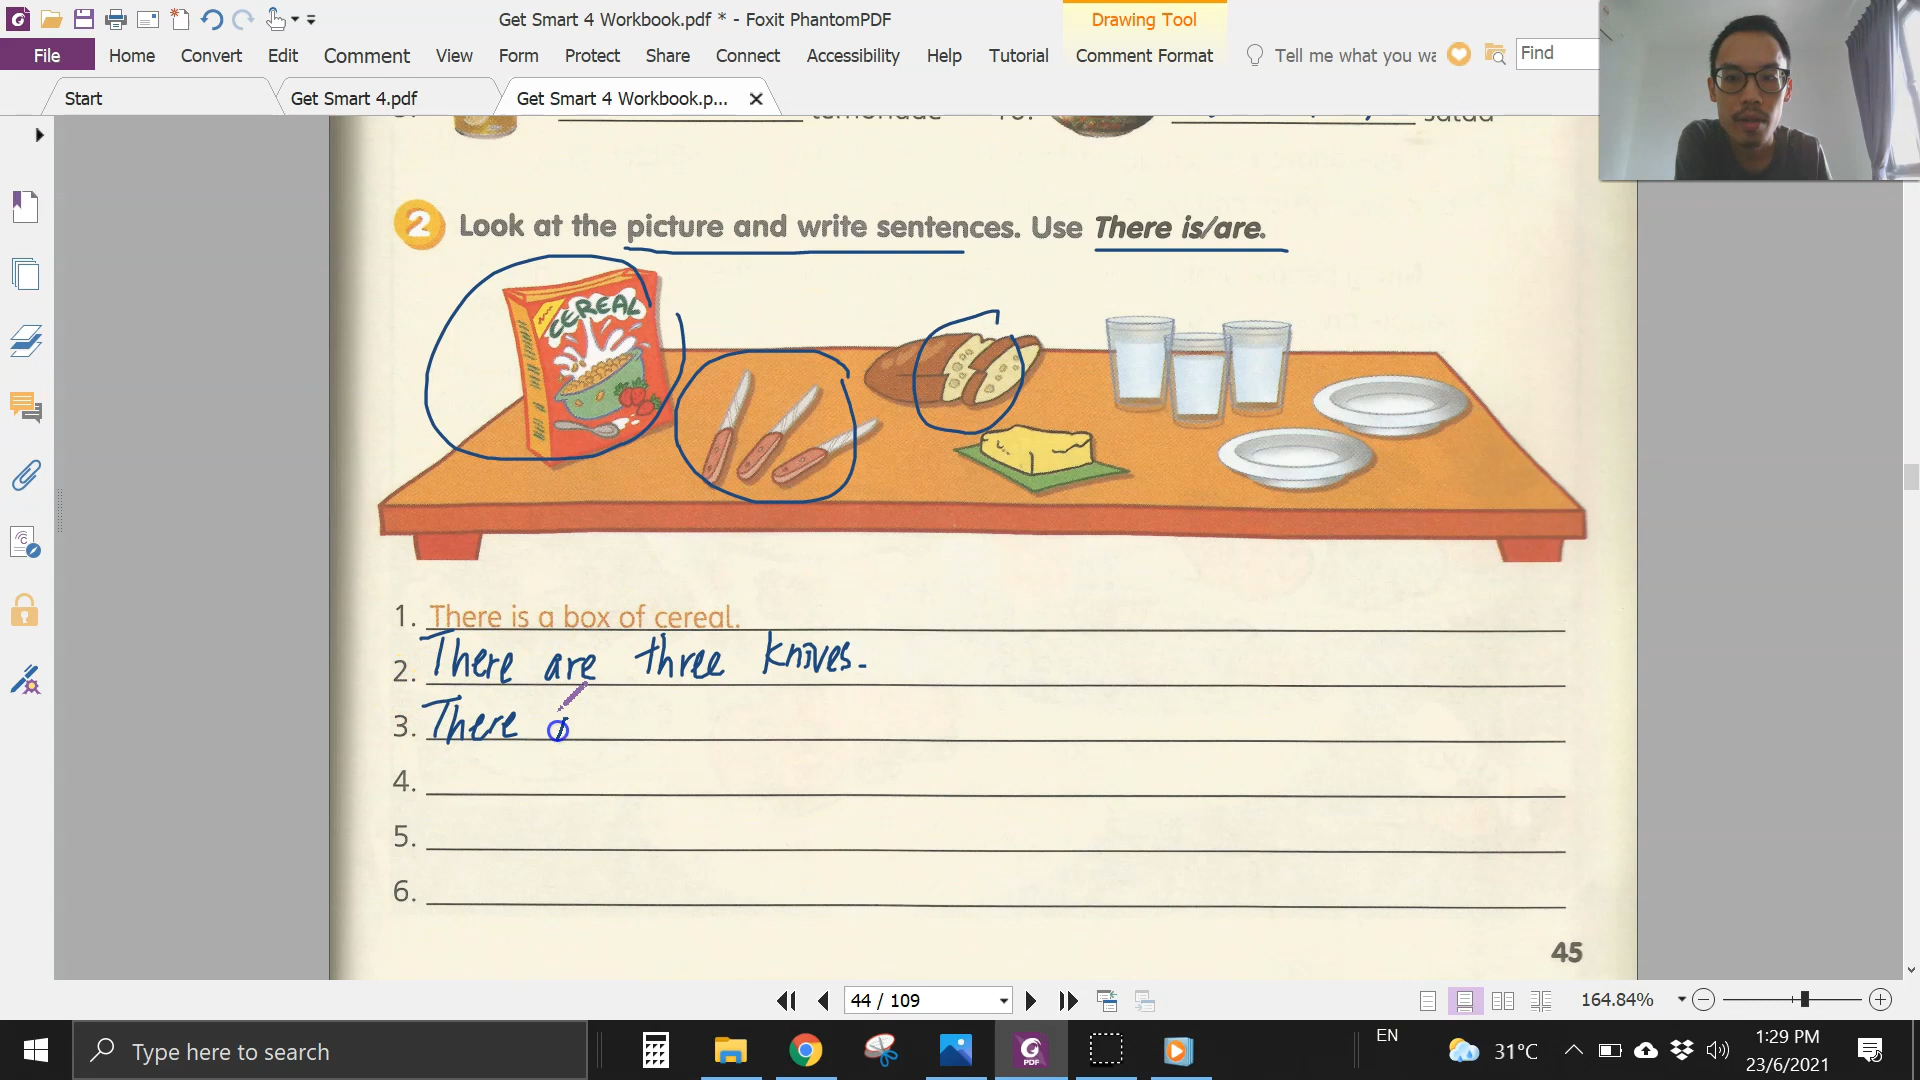 Get Smart 4 Workbook.pdf * - Foxit PhantomPDF
Drawing Tool
File Home Convert Edit Comment View Form Protect Share Connect Accessibility Help Tutorial Comment Format Tell me what you wa Find
Start Get Smart 4.pdf Get Smart 4 Workbook.p...
lemonade 10. salad
2 Look at the picture and write sentences. Use There is/are.
CEREAL
1. There is a box of cereal.
2. There are three knives.
3. There
4.
5.
6.
45
44 / 109 164.84%
Type here to search PDF EN 31°C 1:29 PM
23/6/2021